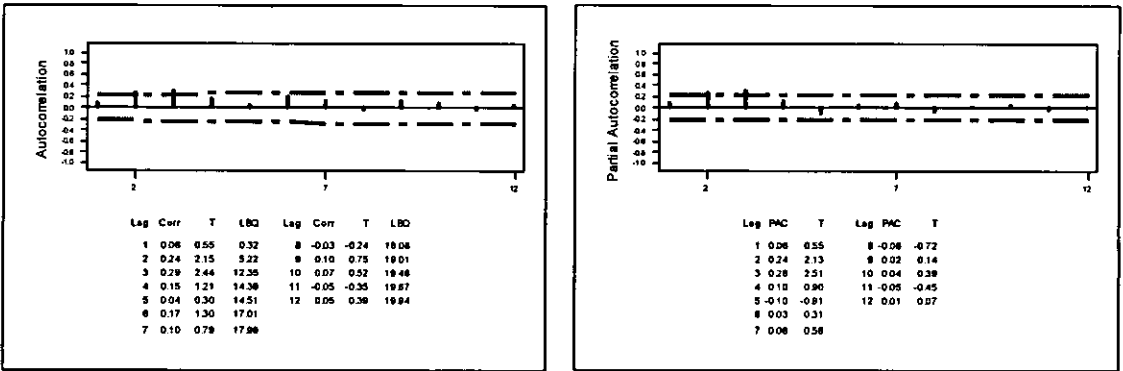 Autocorrelation
1.0
0.8
0.6
0.4
0.2
0.0
-0.2
-0.4
-0.6
-0.8
-1.0
2 7 12
Lag Corr T LBQ Lag Corr T LBQ
1 0.06 0.55 0.32 8 -0.03 -0.24 18.08
2 0.24 2.15 5.22 9 0.10 0.75 19.01
3 0.29 2.44 12.35 10 0.07 0.52 19.46
4 0.15 1.21 14.39 11 -0.05 -0.35 19.67
5 0.04 0.30 14.51 12 0.05 0.39 19.94
6 0.17 1.30 17.01
7 0.10 0.79 17.99
Partial Autocorrelation
1.0
0.8
0.6
0.4
0.2
0.0
-0.2
-0.4
-0.6
-0.8
-1.0
2 7 12
Lag PAC T Lag PAC T
1 0.06 0.55 8 -0.08 -0.72
2 0.24 2.13 9 0.02 0.14
3 0.28 2.51 10 0.04 0.39
4 0.10 0.90 11 -0.05 -0.45
5 -0.10 -0.91 12 0.01 0.07
6 0.03 0.31
7 0.06 0.56